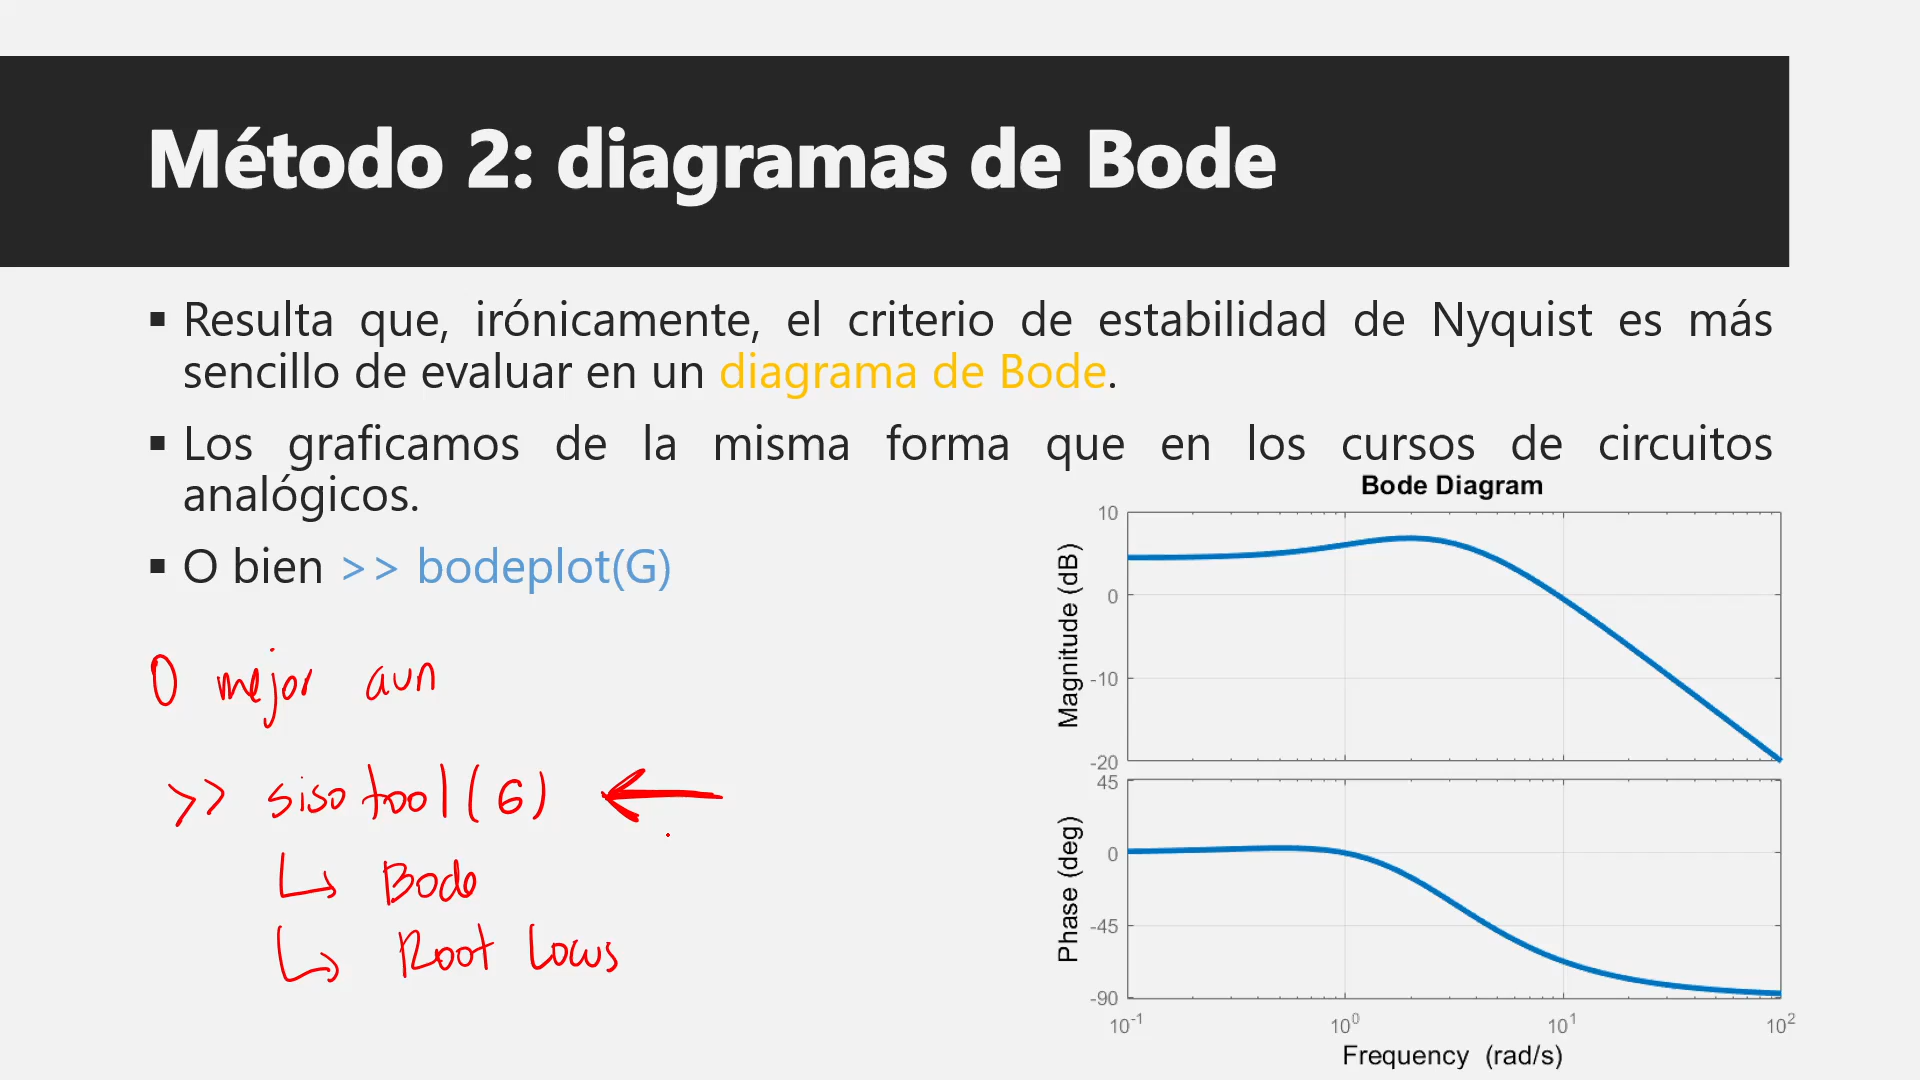 Método 2: diagramas de Bode
▪ Resulta que, irónicamente, el criterio de estabilidad de Nyquist es más
sencillo de evaluar en un diagrama de Bode.
▪ Los graficamos de la misma forma que en los cursos de circuitos
analógicos.
▪ O bien >> bodeplot(G)
O mejor aun
>> sisotool(G) ←
↳ Bode
↳ Root Locus
Bode Diagram
Magnitude (dB)
10
0
-10
-20
Phase (deg)
45
0
-45
-90
10⁻¹ 10⁰ 10¹ 10²
Frequency (rad/s)